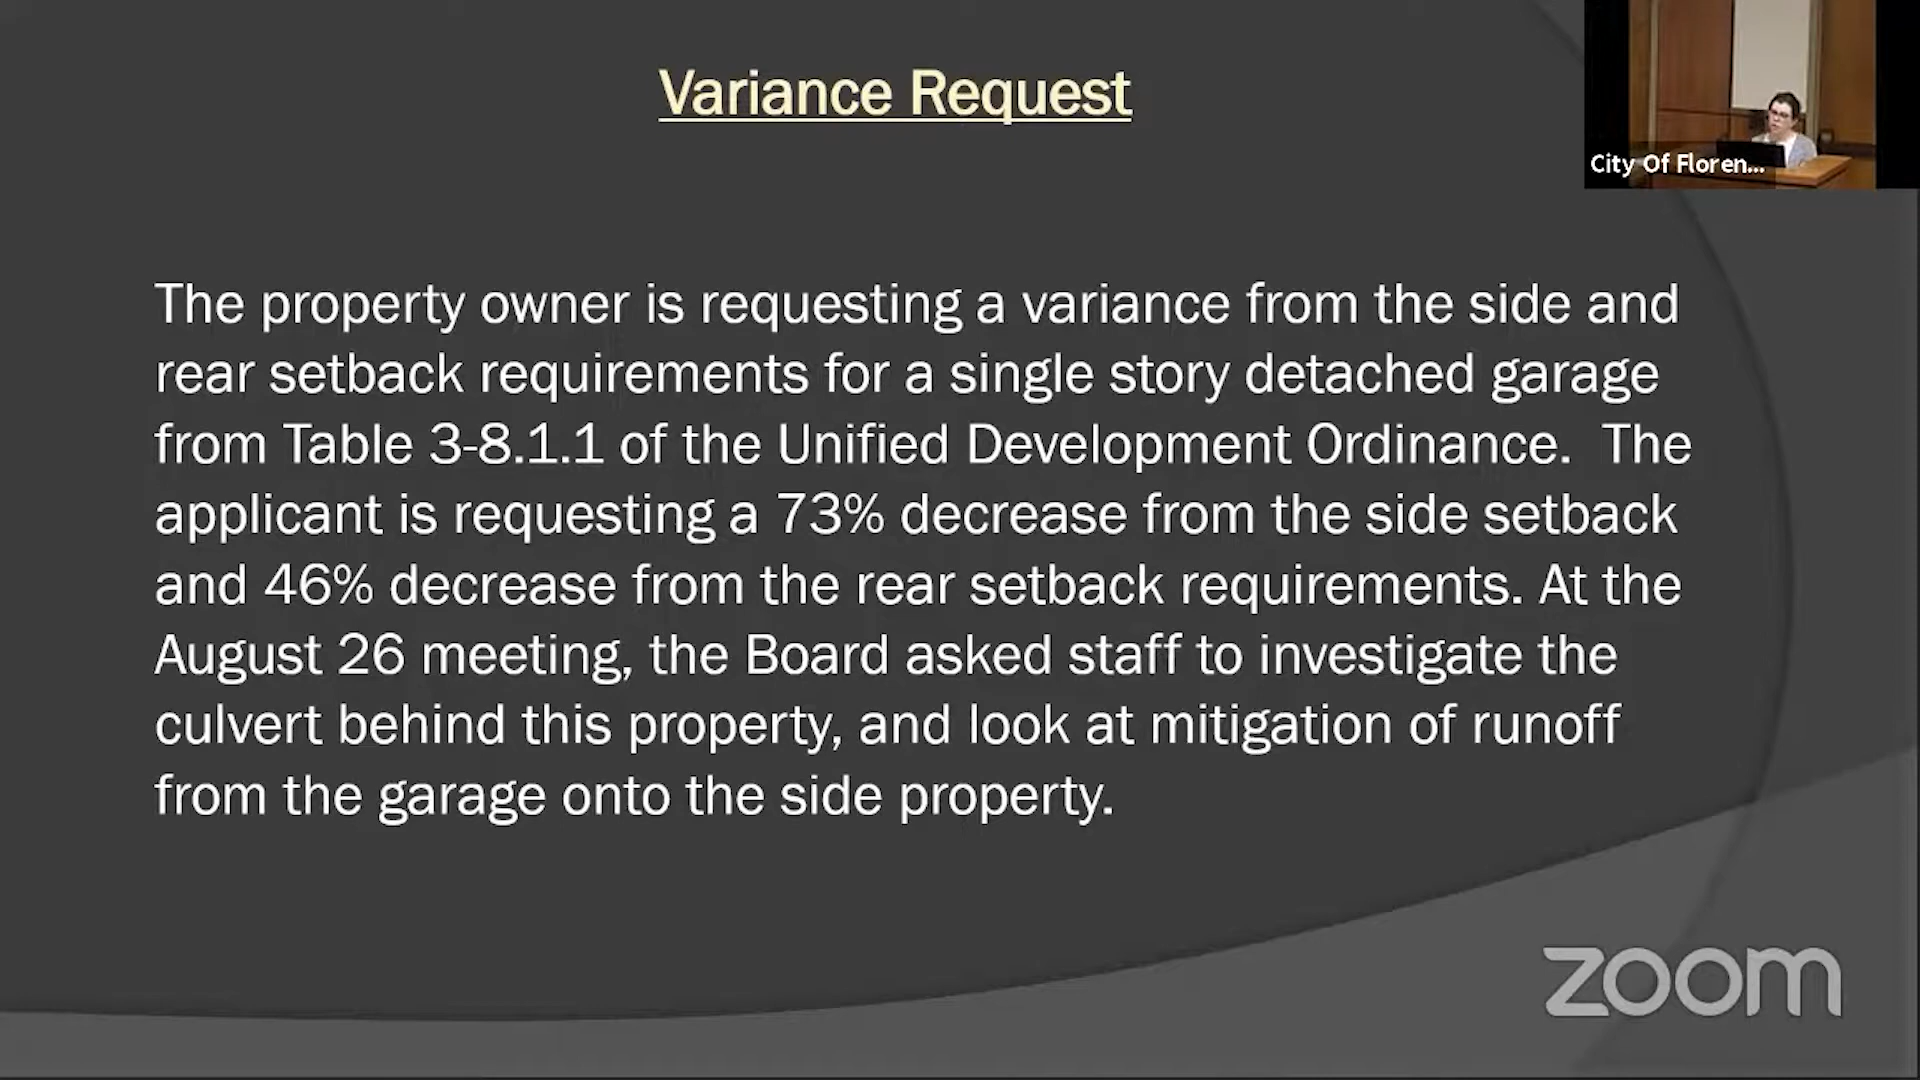 Variance Request
City Of Floren...
The property owner is requesting a variance from the side and
rear setback requirements for a single story detached garage
from Table 3-8.1.1 of the Unified Development Ordinance.  The
applicant is requesting a 73% decrease from the side setback
and 46% decrease from the rear setback requirements. At the
August 26 meeting, the Board asked staff to investigate the
culvert behind this property, and look at mitigation of runoff
from the garage onto the side property.
zoom